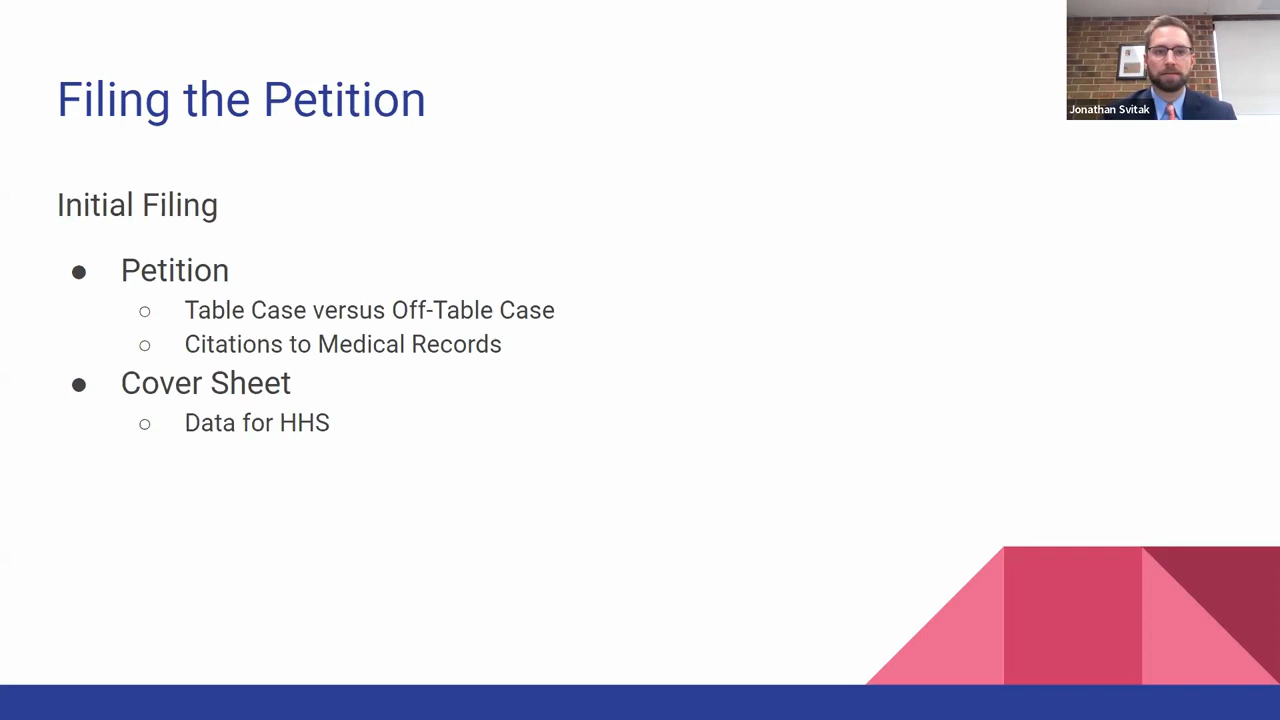 Filing the Petition
Jonathan Svitak
Initial Filing
● Petition
○ Table Case versus Off-Table Case
○ Citations to Medical Records
● Cover Sheet
○ Data for HHS